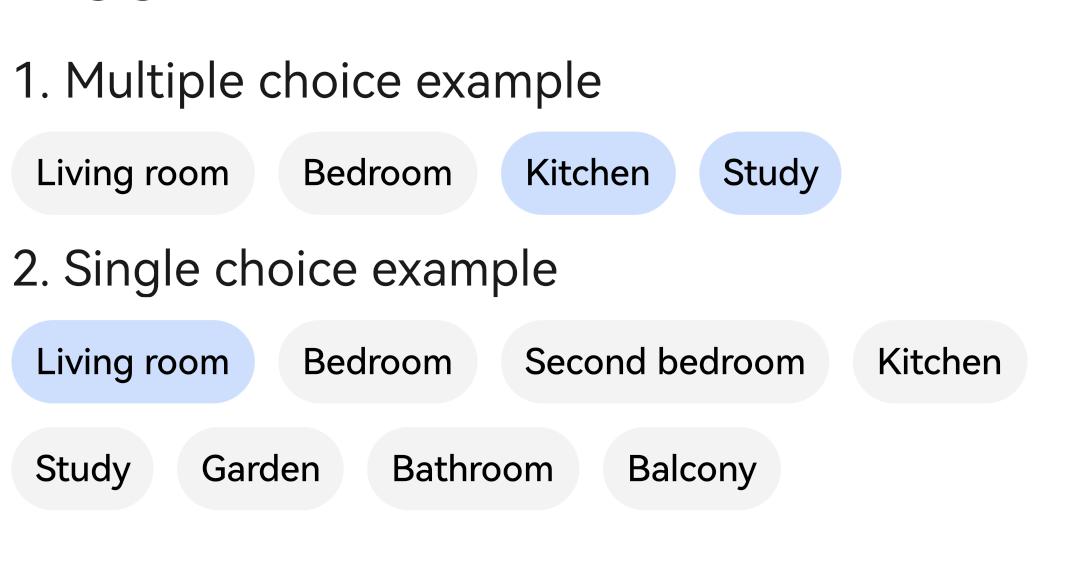 1. Multiple choice example
Living room Bedroom Kitchen Study
2. Single choice example
Living room Bedroom Second bedroom Kitchen
Study Garden Bathroom Balcony